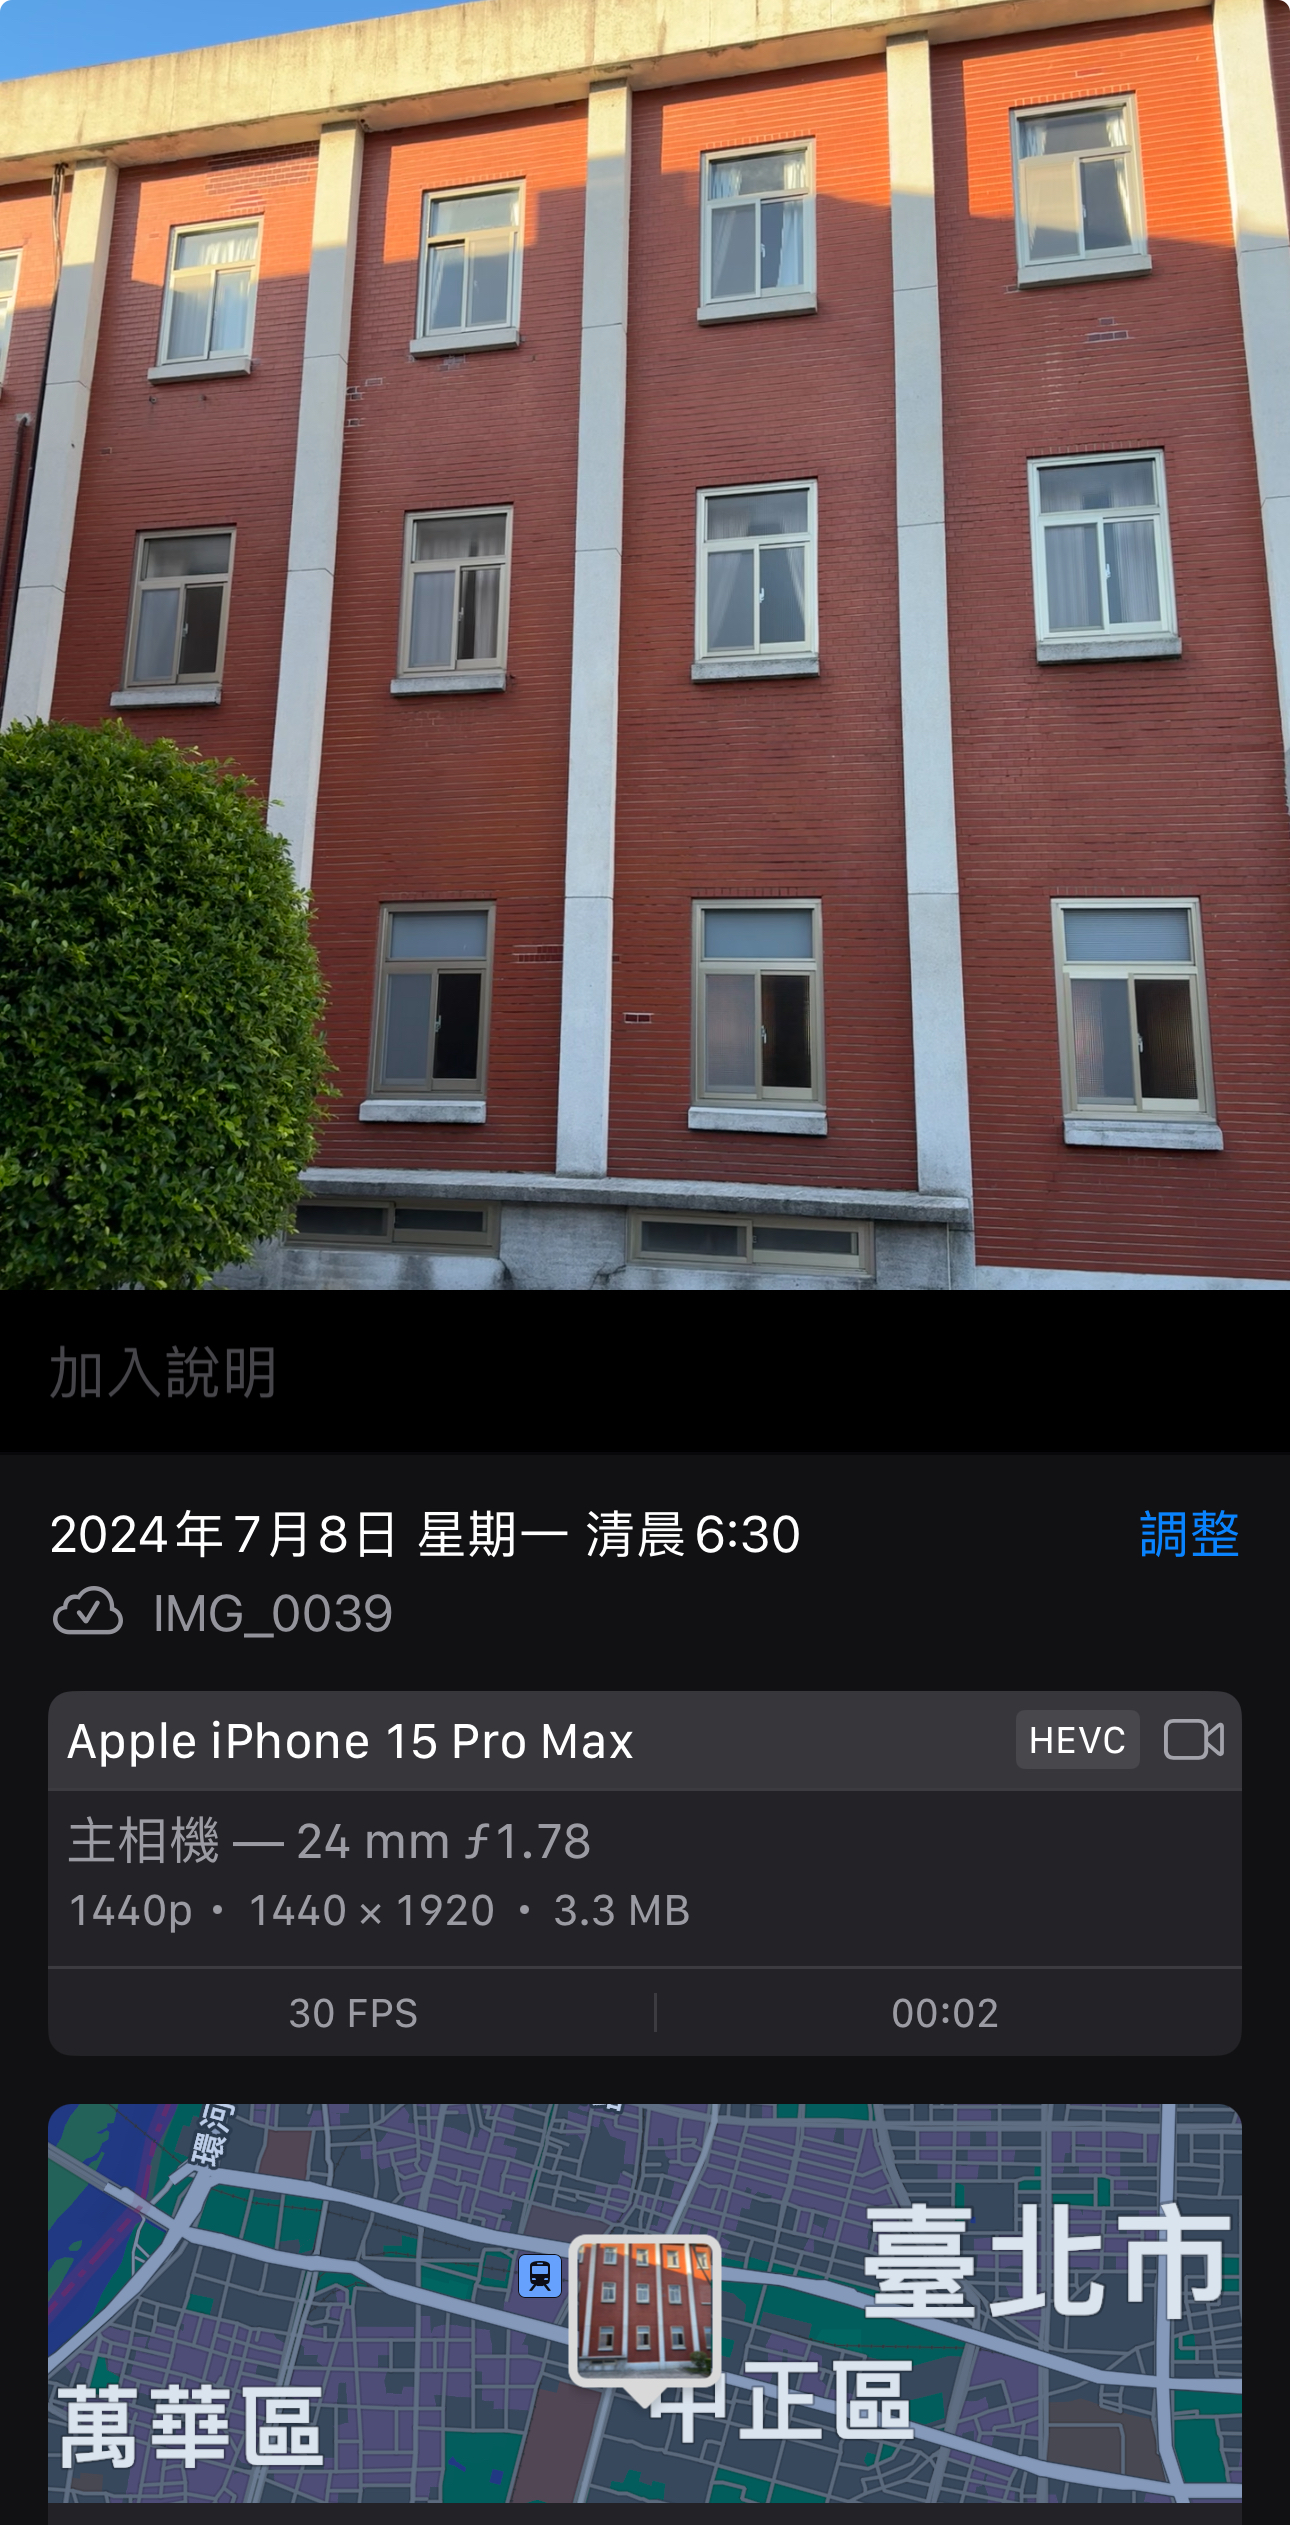 加入說明
2024年7月8日 星期一 清晨6:30
調整
IMG_0039
Apple iPhone 15 Pro Max
HEVC
主相機 — 24 mm ƒ1.78
1440p • 1440 × 1920 • 3.3 MB
30 FPS
00:02
環河
臺北市
中正區
萬華區